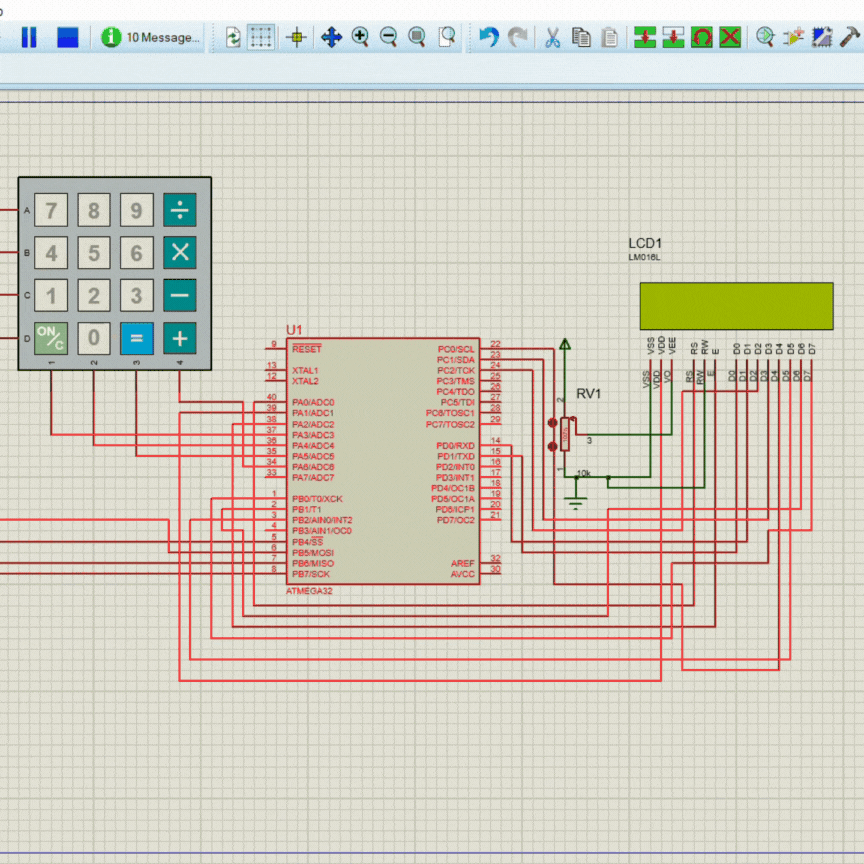 10 Message...
A 7 8 9 ÷
B 4 5 6 ×
C 1 2 3 −
D ON/C 0 = +
1 2 3 4
U1
9 RESET
13 XTAL1
12 XTAL2
40 PA0/ADC0
39 PA1/ADC1
38 PA2/ADC2
37 PA3/ADC3
36 PA4/ADC4
35 PA5/ADC5
34 PA6/ADC6
33 PA7/ADC7
1 PB0/T0/XCK
2 PB1/T1
3 PB2/AIN0/INT2
4 PB3/AIN1/OC0
5 PB4/SS
6 PB5/MOSI
7 PB6/MISO
8 PB7/SCK
PC0/SCL 22
PC1/SDA 23
PC2/TCK 24
PC3/TMS 25
PC4/TDO 26
PC5/TDI 27
PC6/TOSC1 28
PC7/TOSC2 29
PD0/RXD 14
PD1/TXD 15
PD2/INT0 16
PD3/INT1 17
PD4/OC1B 18
PD5/OC1A 19
PD6/ICP1 20
PD7/OC2 21
AREF 32
AVCC 30
ATMEGA32
RV1
2
3
1
10k
LCD1
LM016L
VSS VDD VEE RS RW E D0 D1 D2 D3 D4 D5 D6 D7
VSS VDD VO RS RW E D0 D1 D2 D3 D4 D5 D6 D7